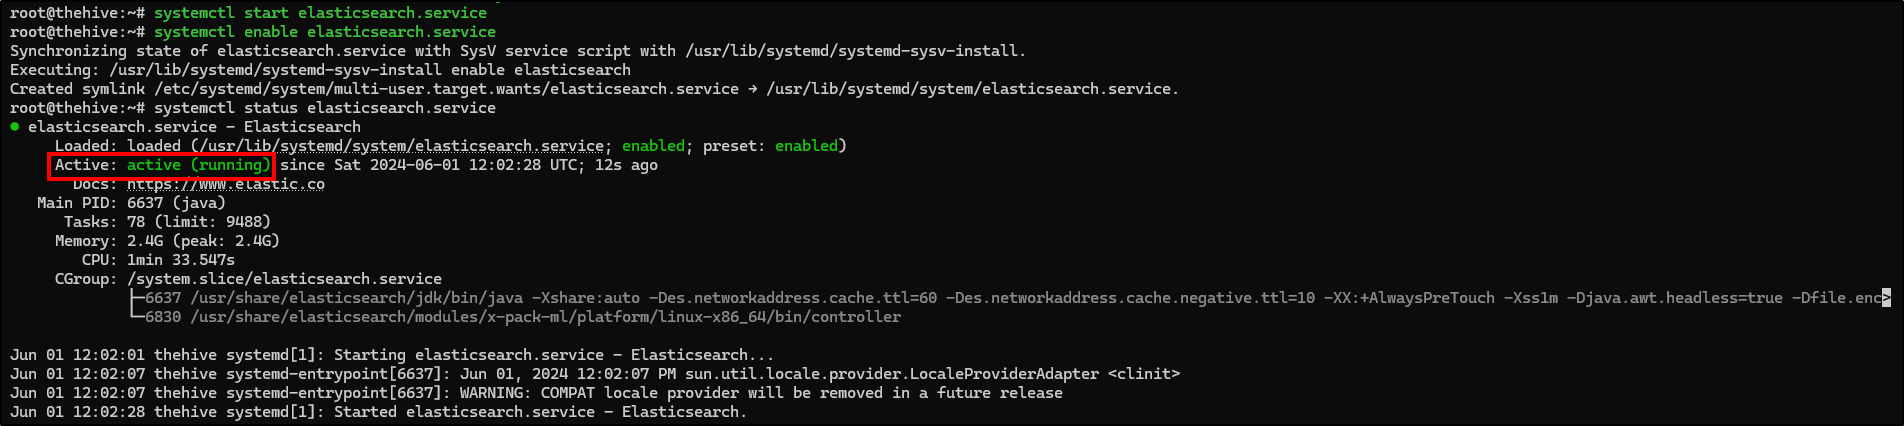 root@thehive:~# systemctl start elasticsearch.service
root@thehive:~# systemctl enable elasticsearch.service
Synchronizing state of elasticsearch.service with SysV service script with /usr/lib/systemd/systemd-sysv-install.
Executing: /usr/lib/systemd/systemd-sysv-install enable elasticsearch
Created symlink /etc/systemd/system/multi-user.target.wants/elasticsearch.service → /usr/lib/systemd/system/elasticsearch.service.
root@thehive:~# systemctl status elasticsearch.service
● elasticsearch.service - Elasticsearch
Loaded: loaded (/usr/lib/systemd/system/elasticsearch.service; enabled; preset: enabled)
Active: active (running) since Sat 2024-06-01 12:02:28 UTC; 12s ago
Docs: https://www.elastic.co
Main PID: 6637 (java)
Tasks: 78 (limit: 9488)
Memory: 2.4G (peak: 2.4G)
CPU: 1min 33.547s
CGroup: /system.slice/elasticsearch.service
├─6637 /usr/share/elasticsearch/jdk/bin/java -Xshare:auto -Des.networkaddress.cache.ttl=60 -Des.networkaddress.cache.negative.ttl=10 -XX:+AlwaysPreTouch -Xss1m -Djava.awt.headless=true -Dfile.enc>
└─6830 /usr/share/elasticsearch/modules/x-pack-ml/platform/linux-x86_64/bin/controller
Jun 01 12:02:01 thehive systemd[1]: Starting elasticsearch.service - Elasticsearch...
Jun 01 12:02:07 thehive systemd-entrypoint[6637]: Jun 01, 2024 12:02:07 PM sun.util.locale.provider.LocaleProviderAdapter <clinit>
Jun 01 12:02:07 thehive systemd-entrypoint[6637]: WARNING: COMPAT locale provider will be removed in a future release
Jun 01 12:02:28 thehive systemd[1]: Started elasticsearch.service - Elasticsearch.